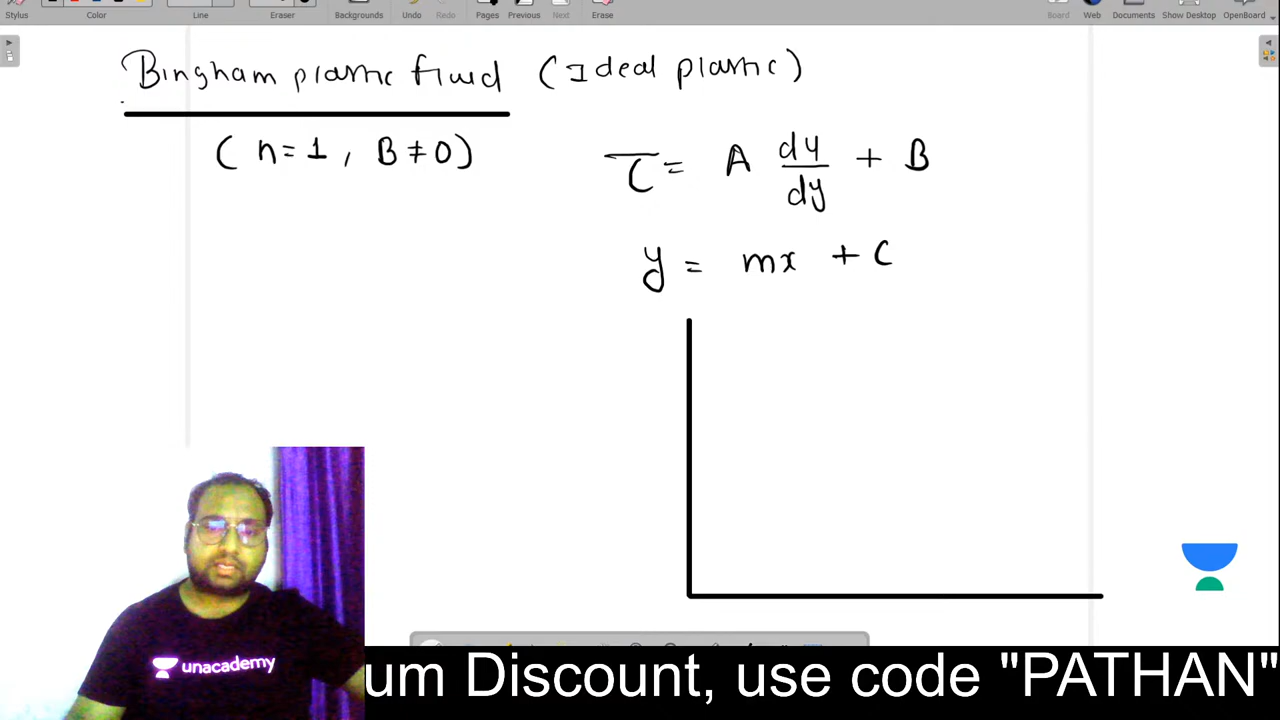 Stylus Color Line Eraser Backgrounds Undo Redo Pages Previous Next Erase Board Web Documents Show Desktop OpenBoard
Bingham plastic fluid (Ideal plastic)
(n=1, B≠0)
τ = A du/dy + B
y = mx + c
unacademy
um Discount, use code "PATHAN"